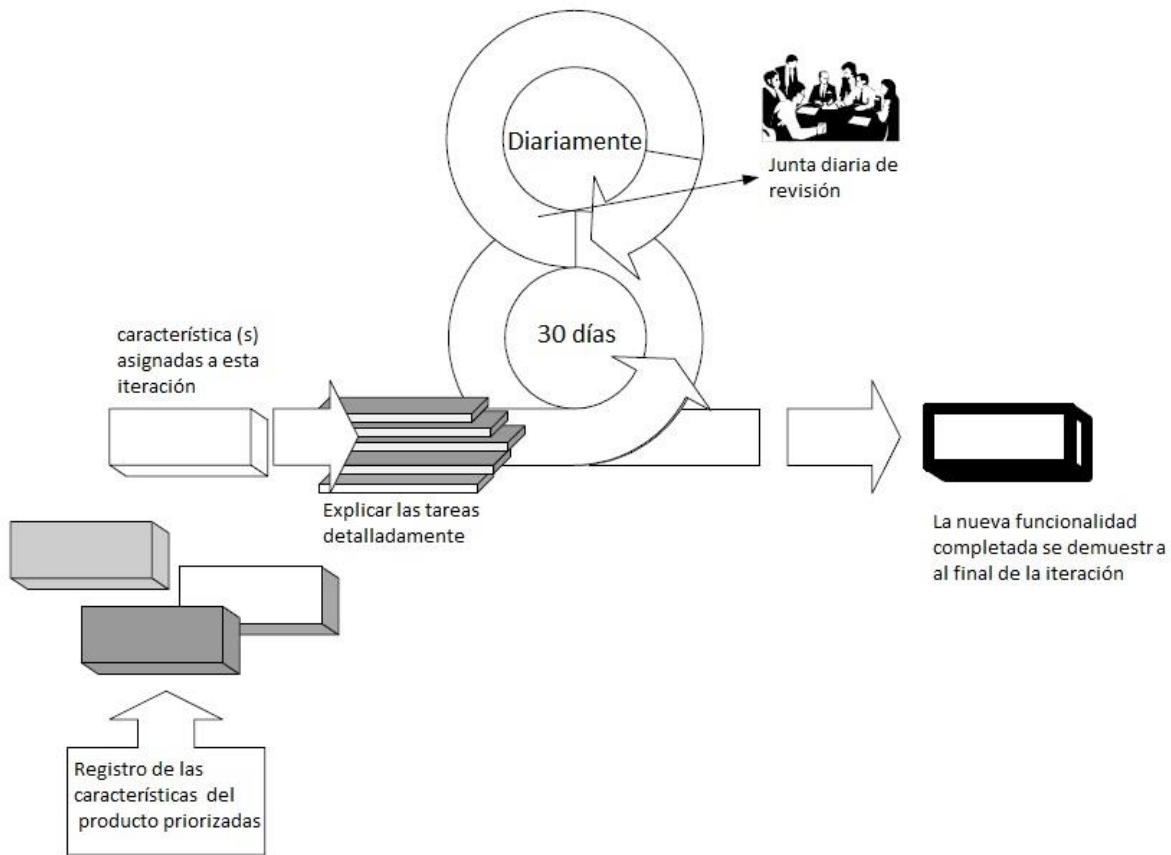 Diariamente
Junta diaria de
revisión
30 días
característica (s)
asignadas a esta
iteración
Explicar las tareas
detalladamente
La nueva funcionalidad
completada se demuestra
al final de la iteración
Registro de las
características del
producto priorizadas